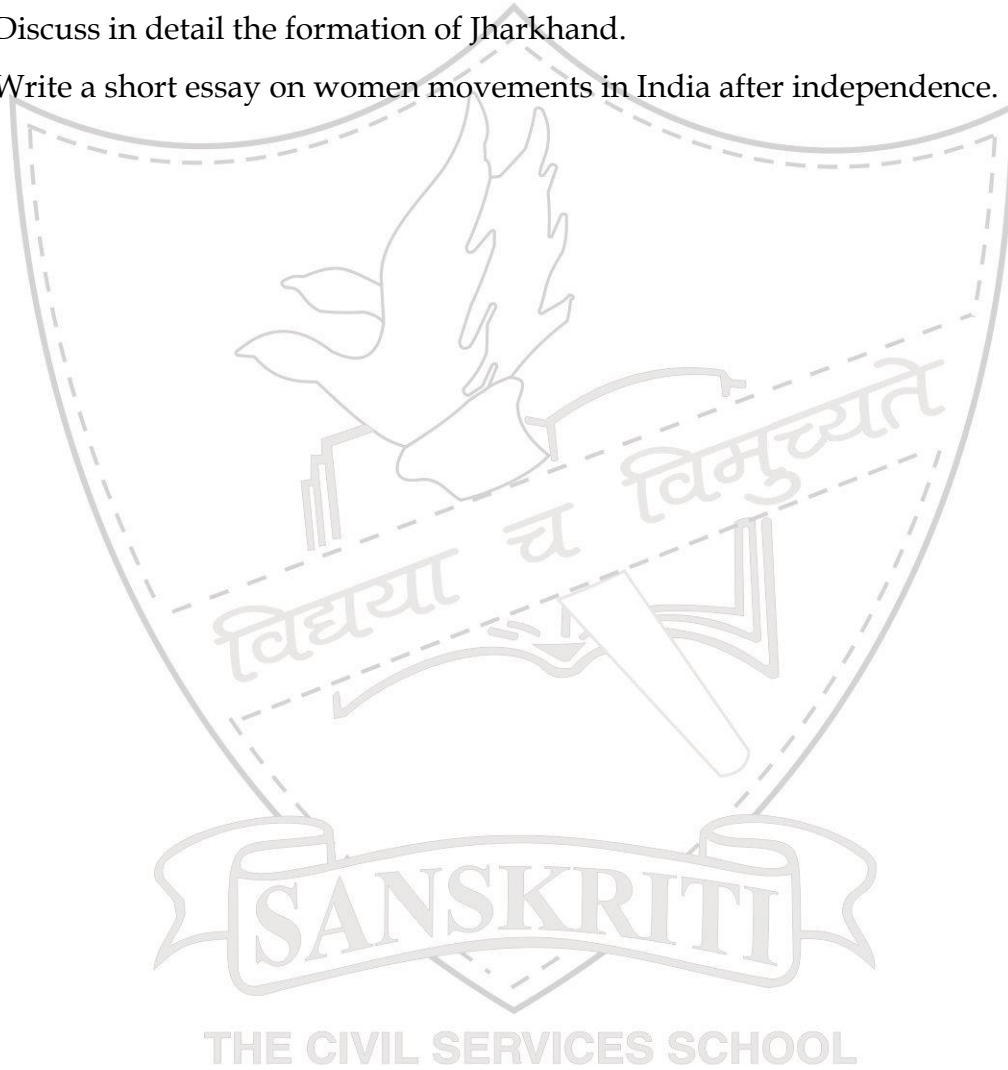 Discuss in detail the formation of Jharkhand.
Write a short essay on women movements in India after independence.
विद्यया च विमुच्यते
SANSKRITI
THE CIVIL SERVICES SCHOOL